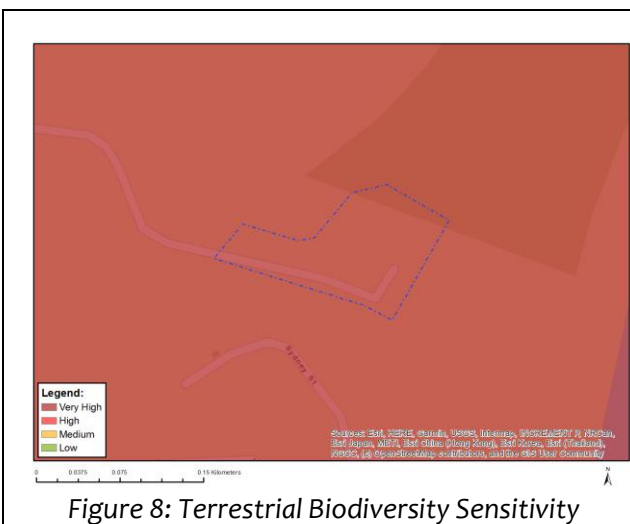 Sydney St
Legend:
Very High
High
Medium
Low
Sources: Esri, HERE, Garmin, USGS, Intermap, INCREMENT P, NRCan,
Esri Japan, METI, Esri China (Hong Kong), Esri Korea, Esri (Thailand),
NGCC, (c) OpenStreetMap contributors, and the GIS User Community
0 0.0375 0.075 0.15 Kilometers
N
Figure 8: Terrestrial Biodiversity Sensitivity